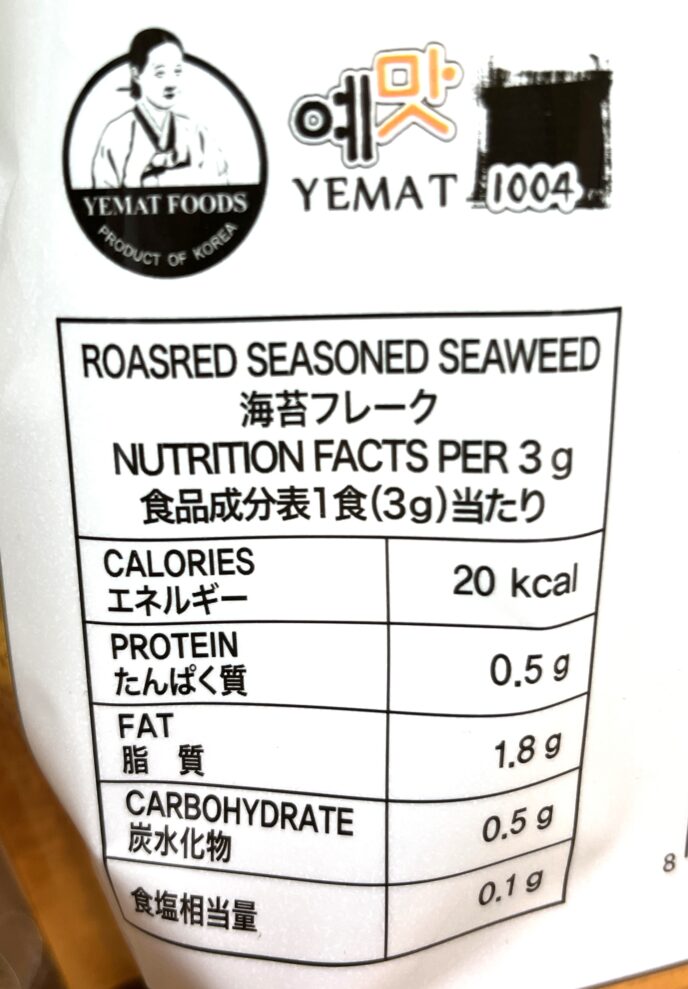 YEMAT FOODS
PRODUCT OF KOREA
예맛
YEMAT
1004
ROASRED SEASONED SEAWEED
海苔フレーク
NUTRITION FACTS PER 3 g
食品成分表1食(3g)当たり
CALORIES
エネルギー
20 kcal
PROTEIN
たんぱく質
0.5 g
FAT
脂 質
1.8 g
CARBOHYDRATE
炭水化物
0.5 g
食塩相当量
0.1 g
8